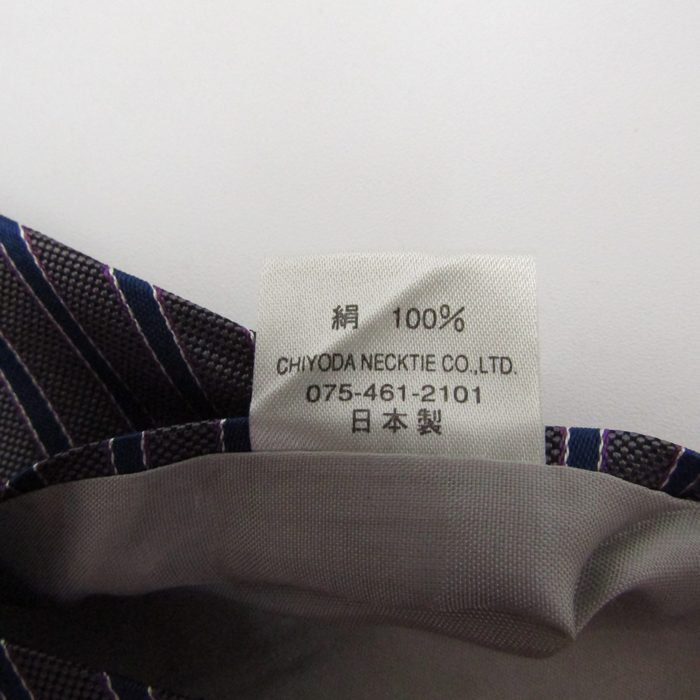 絹 100%
CHIYODA NECKTIE CO.,LTD.
075-461-2101
日本製